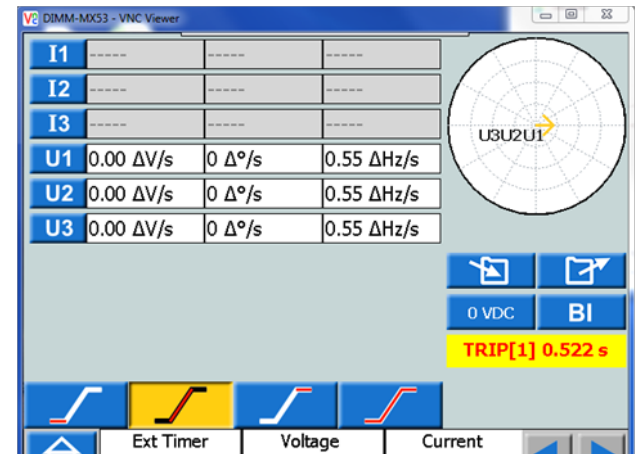 DIMM-MX53 - VNC Viewer
I1 ----- ----- -----
I2 ----- ----- -----
I3 ----- ----- -----
U1 0.00 ΔV/s 0 Δ°/s 0.55 ΔHz/s
U2 0.00 ΔV/s 0 Δ°/s 0.55 ΔHz/s
U3 0.00 ΔV/s 0 Δ°/s 0.55 ΔHz/s
U3U2U1
0 VDC BI
TRIP[1] 0.522 s
Ext Timer Voltage Current